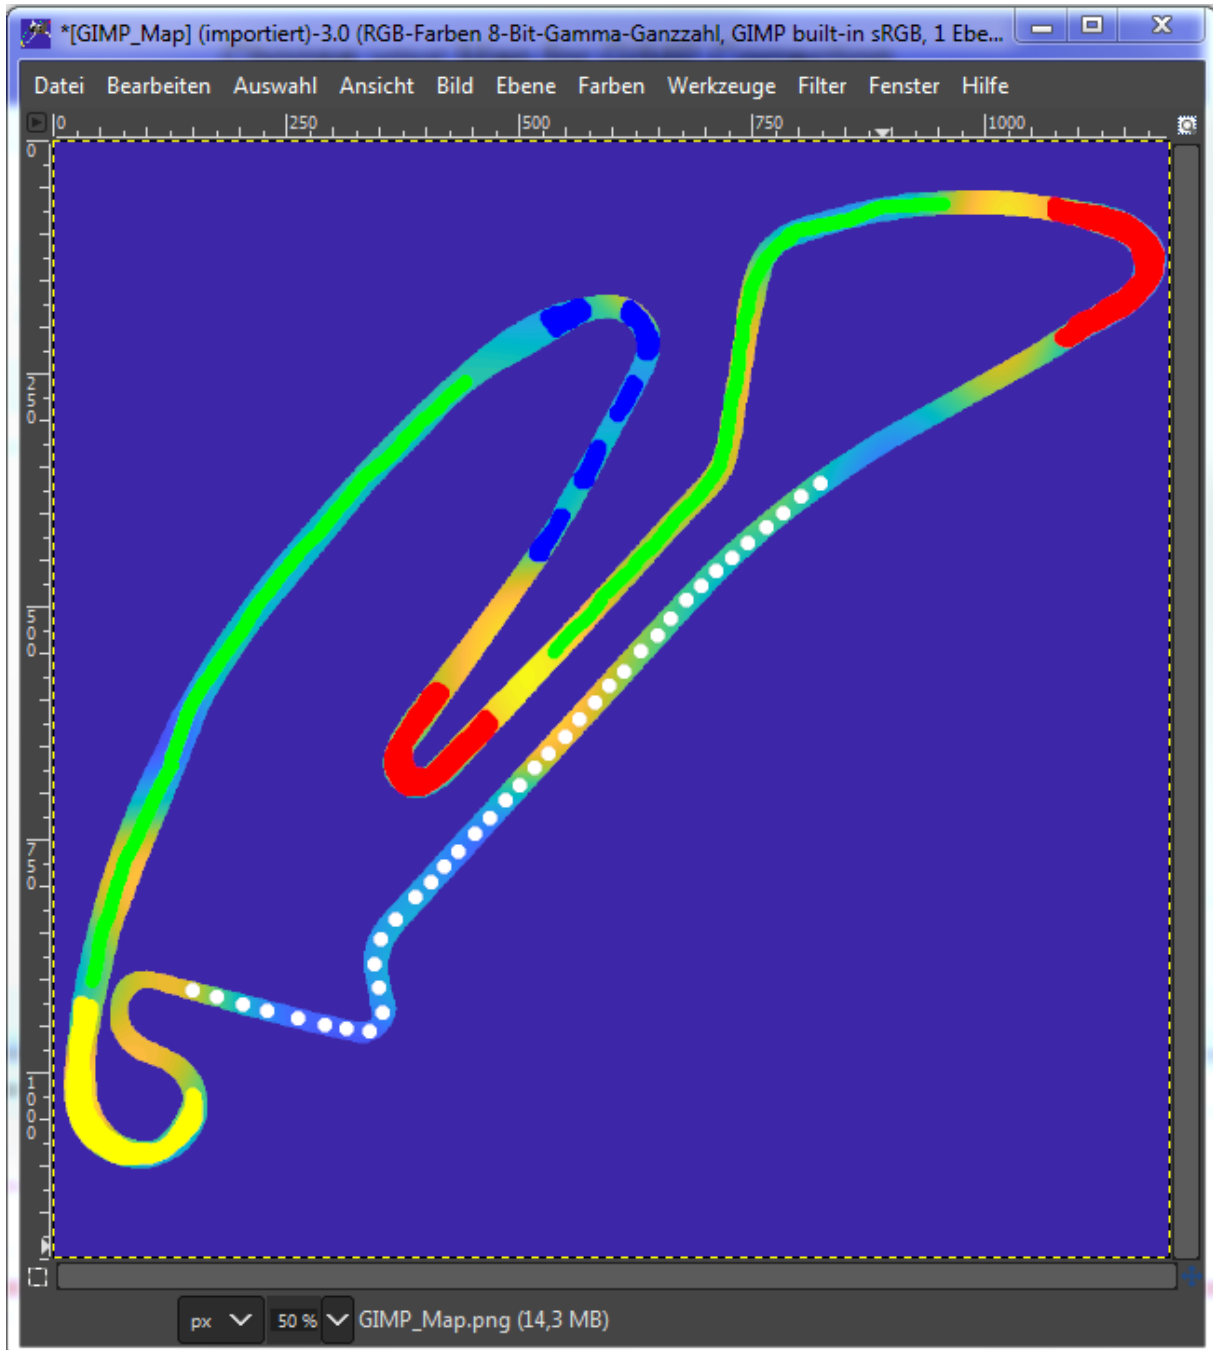 *[GIMP_Map] (importiert)-3.0 (RGB-Farben 8-Bit-Gamma-Ganzzahl, GIMP built-in sRGB, 1 Ebe...
Datei Bearbeiten Auswahl Ansicht Bild Ebene Farben Werkzeuge Filter Fenster Hilfe
0 250 500 750 1000
0
250
500
750
1000
px 50 % GIMP_Map.png (14,3 MB)